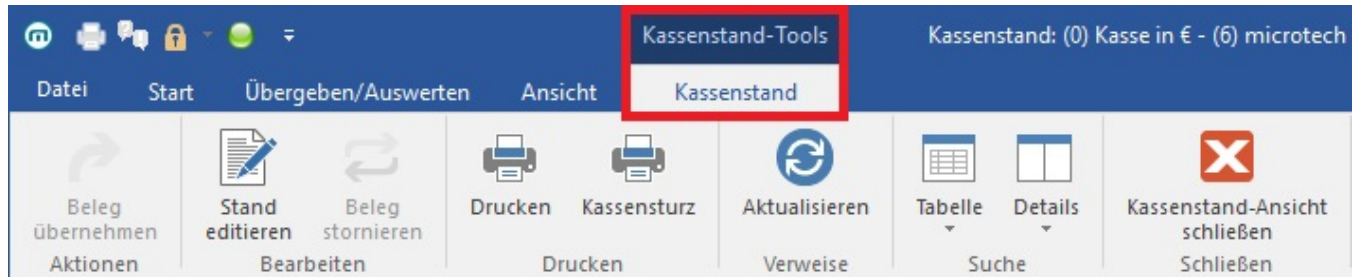 Kassenstand-Tools Kassenstand: (0) Kasse in € - (6) microtech
Datei Start Übergeben/Auswerten Ansicht Kassenstand
Beleg übernehmen
Stand editieren
Beleg stornieren
Drucken
Kassensturz
Aktualisieren
Tabelle
Details
Kassenstand-Ansicht schließen
Aktionen Bearbeiten Drucken Verweise Suche Schließen